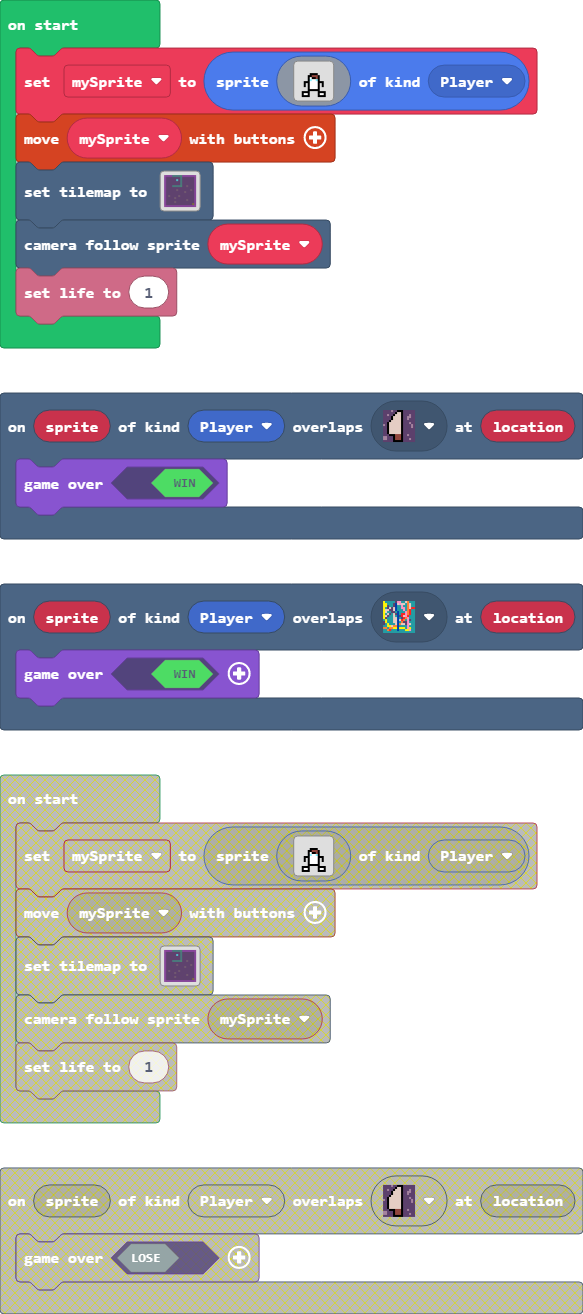 on start
set mySprite to sprite of kind Player
move mySprite with buttons
set tilemap to
camera follow sprite mySprite
set life to 1
on sprite of kind Player overlaps at location
game over WIN
on sprite of kind Player overlaps at location
game over WIN
on start
set mySprite to sprite of kind Player
move mySprite with buttons
set tilemap to
camera follow sprite mySprite
set life to 1
on sprite of kind Player overlaps at location
game over LOSE